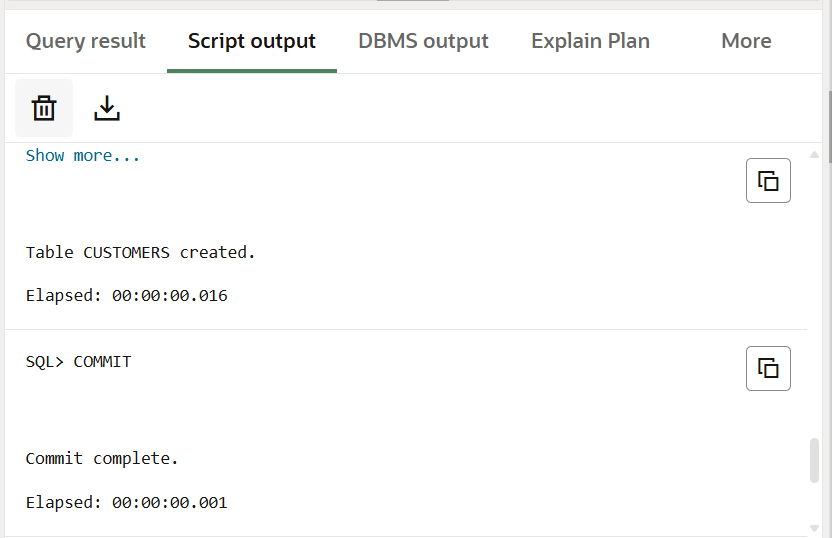 Query result Script output DBMS output Explain Plan More
Show more...
Table CUSTOMERS created.
Elapsed: 00:00:00.016
SQL> COMMIT
Commit complete.
Elapsed: 00:00:00.001